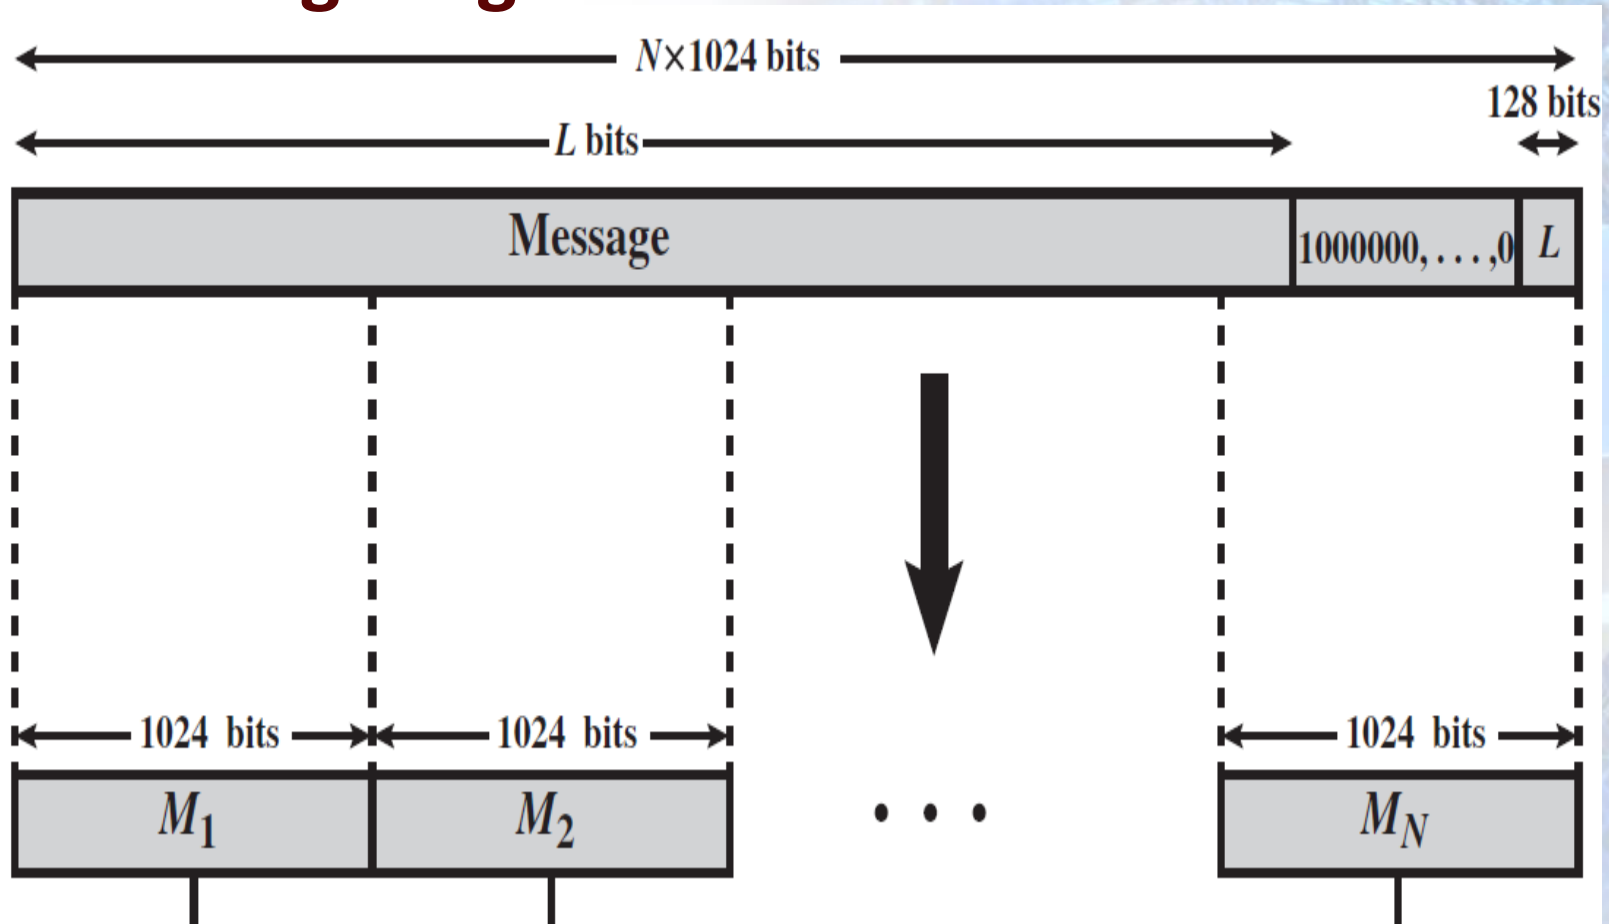 N×1024 bits
128 bits
L bits
Message
1000000, . . . ,0
L
1024 bits
1024 bits
1024 bits
M1
M2
• • •
MN